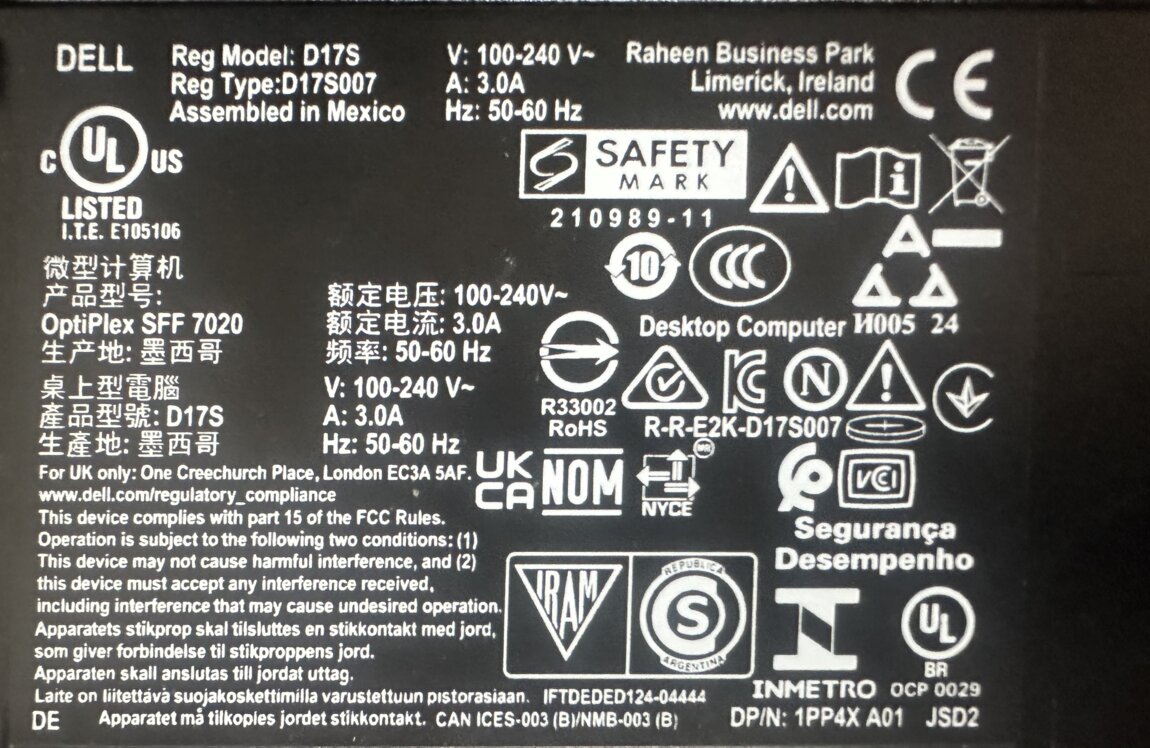 DELL
Reg Model: D17S
Reg Type:D17S007
Assembled in Mexico
V: 100-240 V~
A: 3.0A
Hz: 50-60 Hz
Raheen Business Park
Limerick, Ireland
www.dell.com
CE
C UL US
LISTED
I.T.E. E105106
SAFETY
MARK
210989-11
i
10
CCC
A
微型计算机
产品型号:
OptiPlex SFF 7020
生产地: 墨西哥
额定电压: 100-240V~
额定电流: 3.0A
频率: 50-60 Hz
Desktop Computer
И005 24
桌上型電腦
產品型號: D17S
生產地: 墨西哥
V: 100-240 V~
A: 3.0A
Hz: 50-60 Hz
R33002
RoHS
KC
N
R-R-E2K-D17S007
For UK only: One Creechurch Place, London EC3A 5AF.
www.dell.com/regulatory_compliance
UK
CA
NOM
NYCE
VCI
This device complies with part 15 of the FCC Rules.
Operation is subject to the following two conditions: (1)
This device may not cause harmful interference, and (2)
this device must accept any interference received,
including interference that may cause undesired operation.
Apparatets stikprop skal tilsluttes en stikkontakt med jord,
som giver forbindelse til stikproppens jord.
Apparaten skall anslutas till jordat uttag.
Laite on liitettävä suojakoskettimilla varustettuun pistorasiaan.
IFTDEDED124-04444
DE
Apparatet må tilkoples jordet stikkontakt.
CAN ICES-003 (B)/NMB-003 (B)
IRAM
REPUBLICA
S
ARGENTINA
Segurança
Desempenho
INMETRO
UL
BR
OCP 0029
DP/N: 1PP4X A01
JSD2